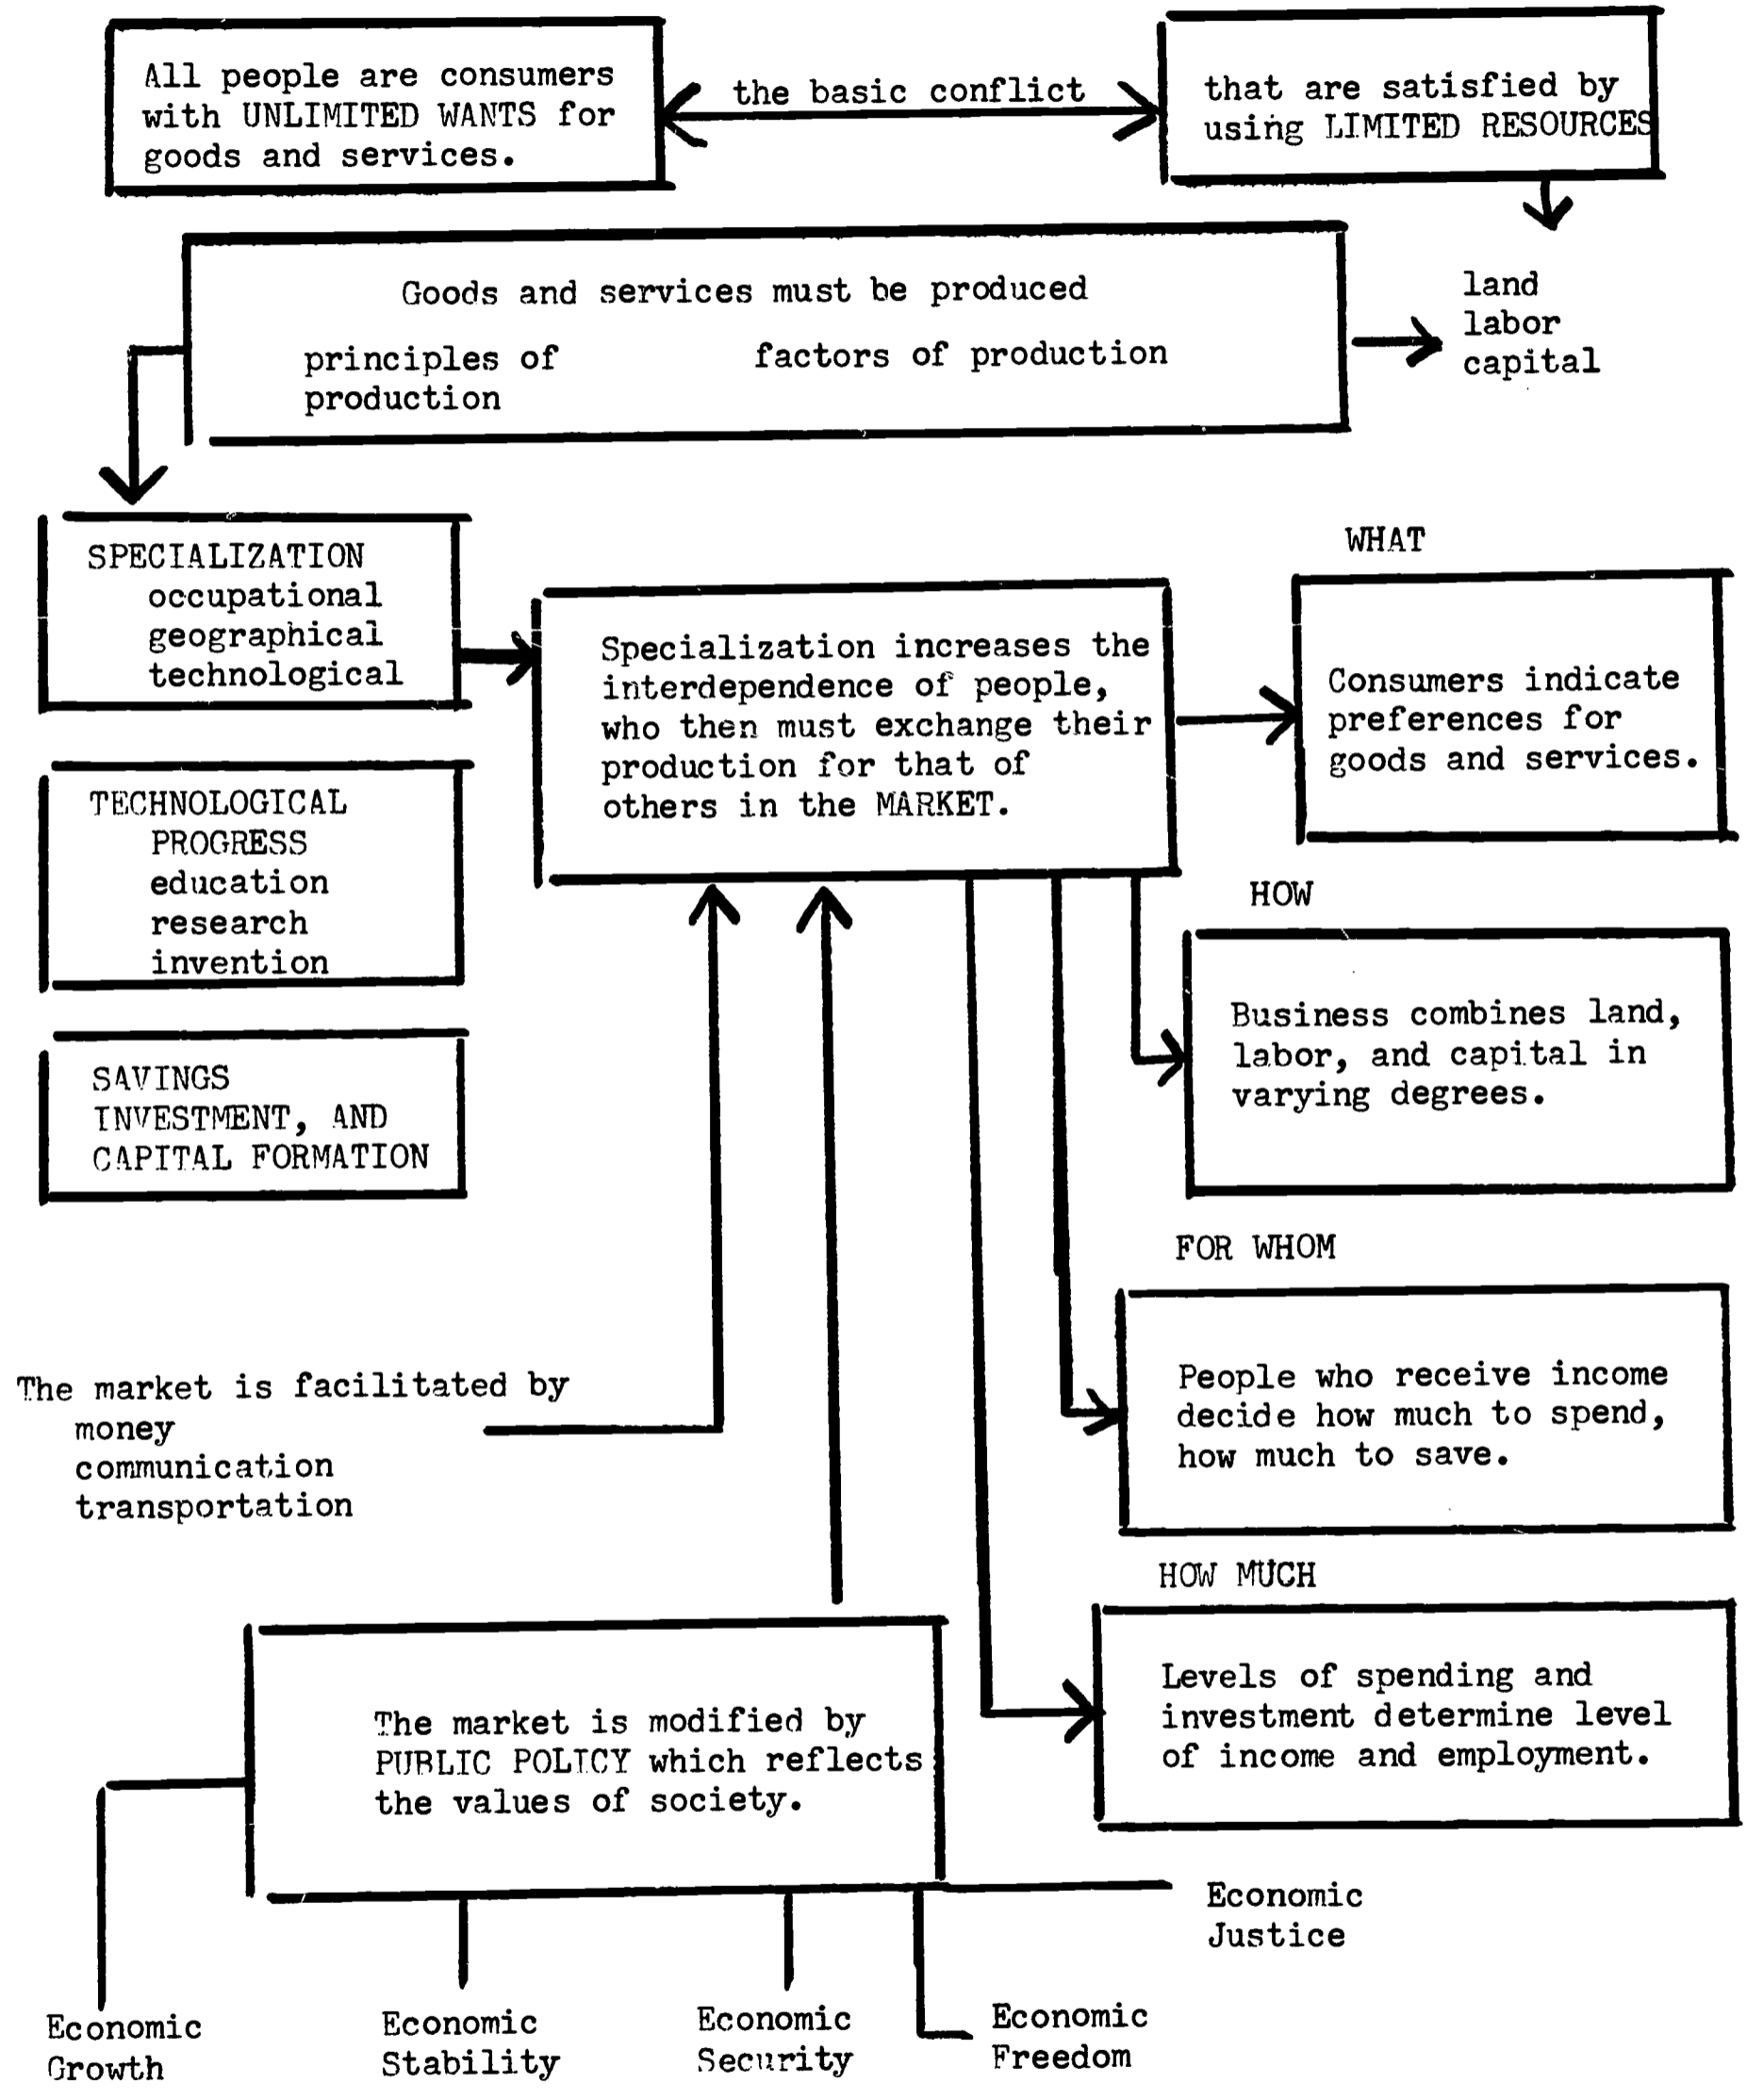 All people are consumers
with UNLIMITED WANTS for
goods and services.
the basic conflict
that are satisfied by
using LIMITED RESOURCES
Goods and services must be produced
principles of
production
factors of production
land
labor
capital
SPECIALIZATION
occupational
geographical
technological
TECHNOLOGICAL
PROGRESS
education
research
invention
SAVINGS
INVESTMENT, AND
CAPITAL FORMATION
Specialization increases the
interdependence of people,
who then must exchange their
production for that of
others in the MARKET.
WHAT
Consumers indicate
preferences for
goods and services.
HOW
Business combines land,
labor, and capital in
varying degrees.
FOR WHOM
People who receive income
decide how much to spend,
how much to save.
HOW MUCH
Levels of spending and
investment determine level
of income and employment.
The market is facilitated by
money
communication
transportation
The market is modified by
PUBLIC POLICY which reflects
the values of society.
Economic
Growth
Economic
Stability
Economic
Security
Economic
Freedom
Economic
Justice